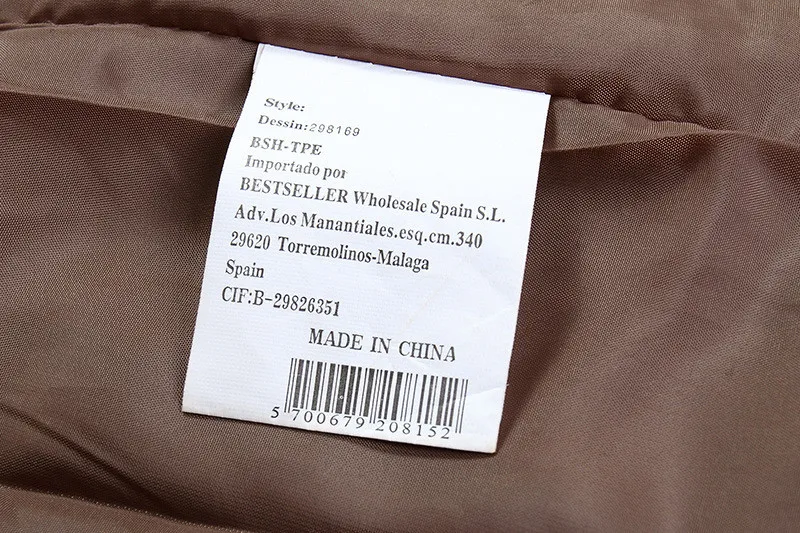 Style:
Dessin:298169
BSH-TPE
Importado por
BESTSELLER Wholesale Spain S.L.
Adv.Los Manantiales.esq.cm.340
29620 Torremolinos-Malaga
Spain
CIF:B-29826351
MADE IN CHINA
5 700679 208152